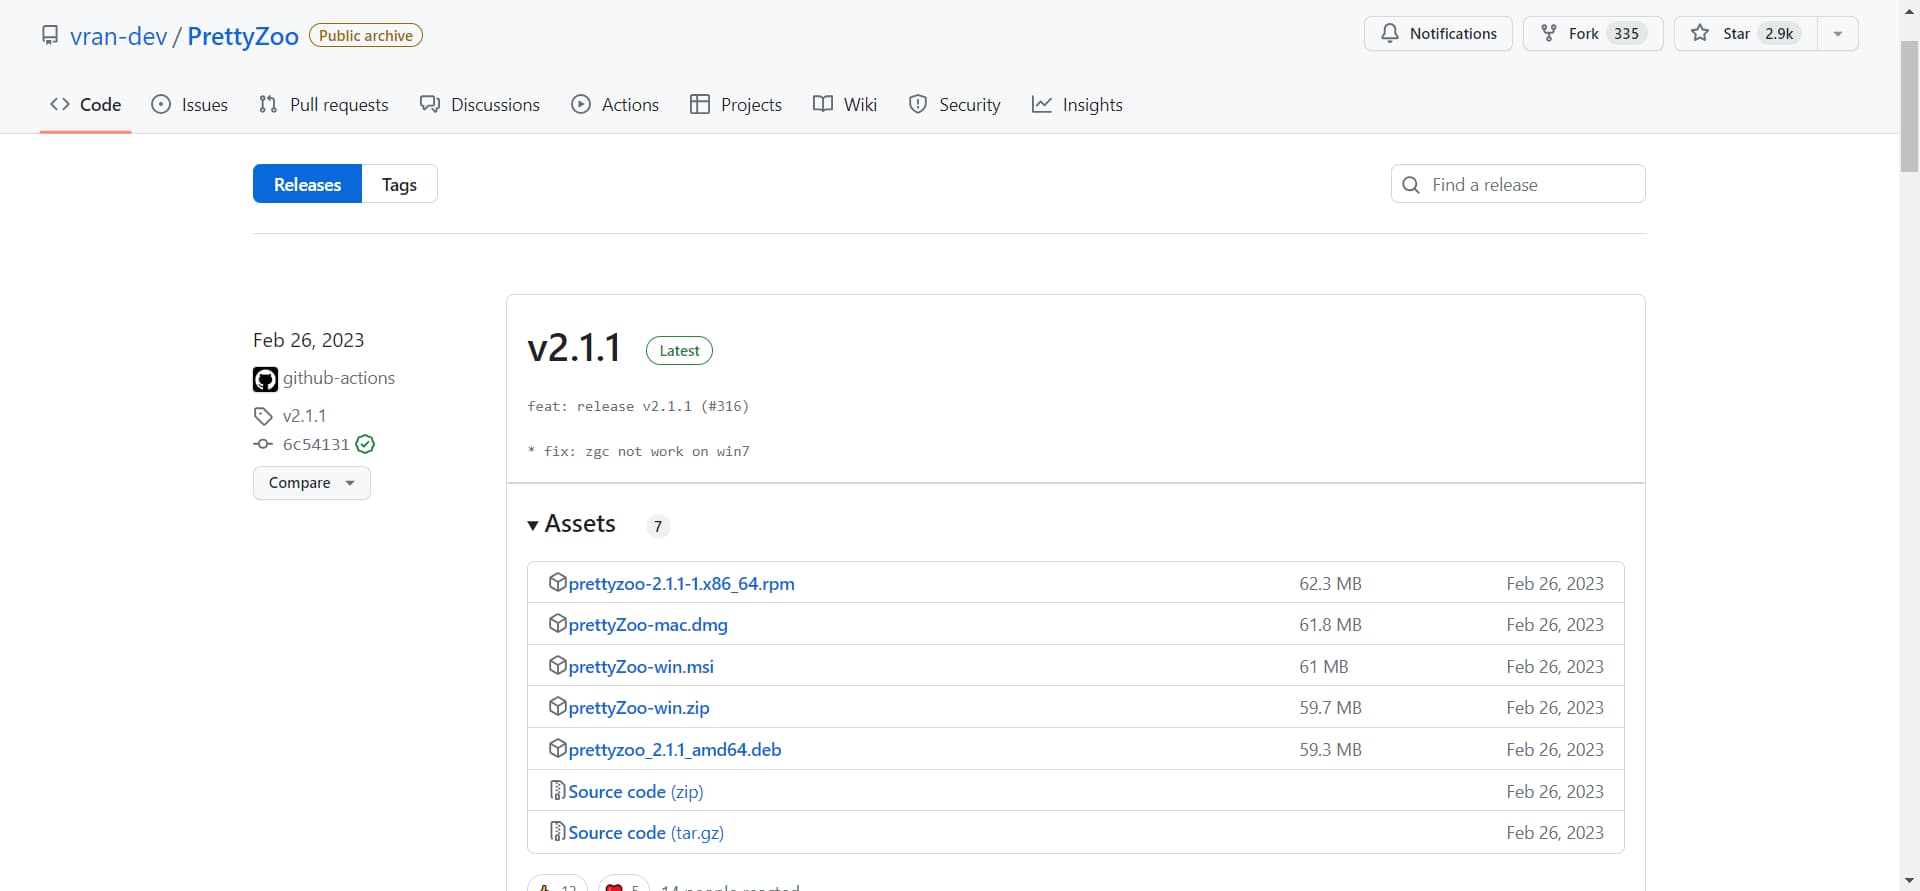 vran-dev / PrettyZoo Public archive
Notifications Fork 335 Star 2.9k
Code Issues Pull requests Discussions Actions Projects Wiki Security Insights
Releases Tags
Find a release
Feb 26, 2023
github-actions
v2.1.1
6c54131
Compare
v2.1.1 Latest
feat: release v2.1.1 (#316)
* fix: zgc not work on win7
Assets 7
prettyzoo-2.1.1-1.x86_64.rpm 62.3 MB Feb 26, 2023
prettyZoo-mac.dmg 61.8 MB Feb 26, 2023
prettyZoo-win.msi 61 MB Feb 26, 2023
prettyZoo-win.zip 59.7 MB Feb 26, 2023
prettyzoo_2.1.1_amd64.deb 59.3 MB Feb 26, 2023
Source code (zip) Feb 26, 2023
Source code (tar.gz) Feb 26, 2023
14 people reacted